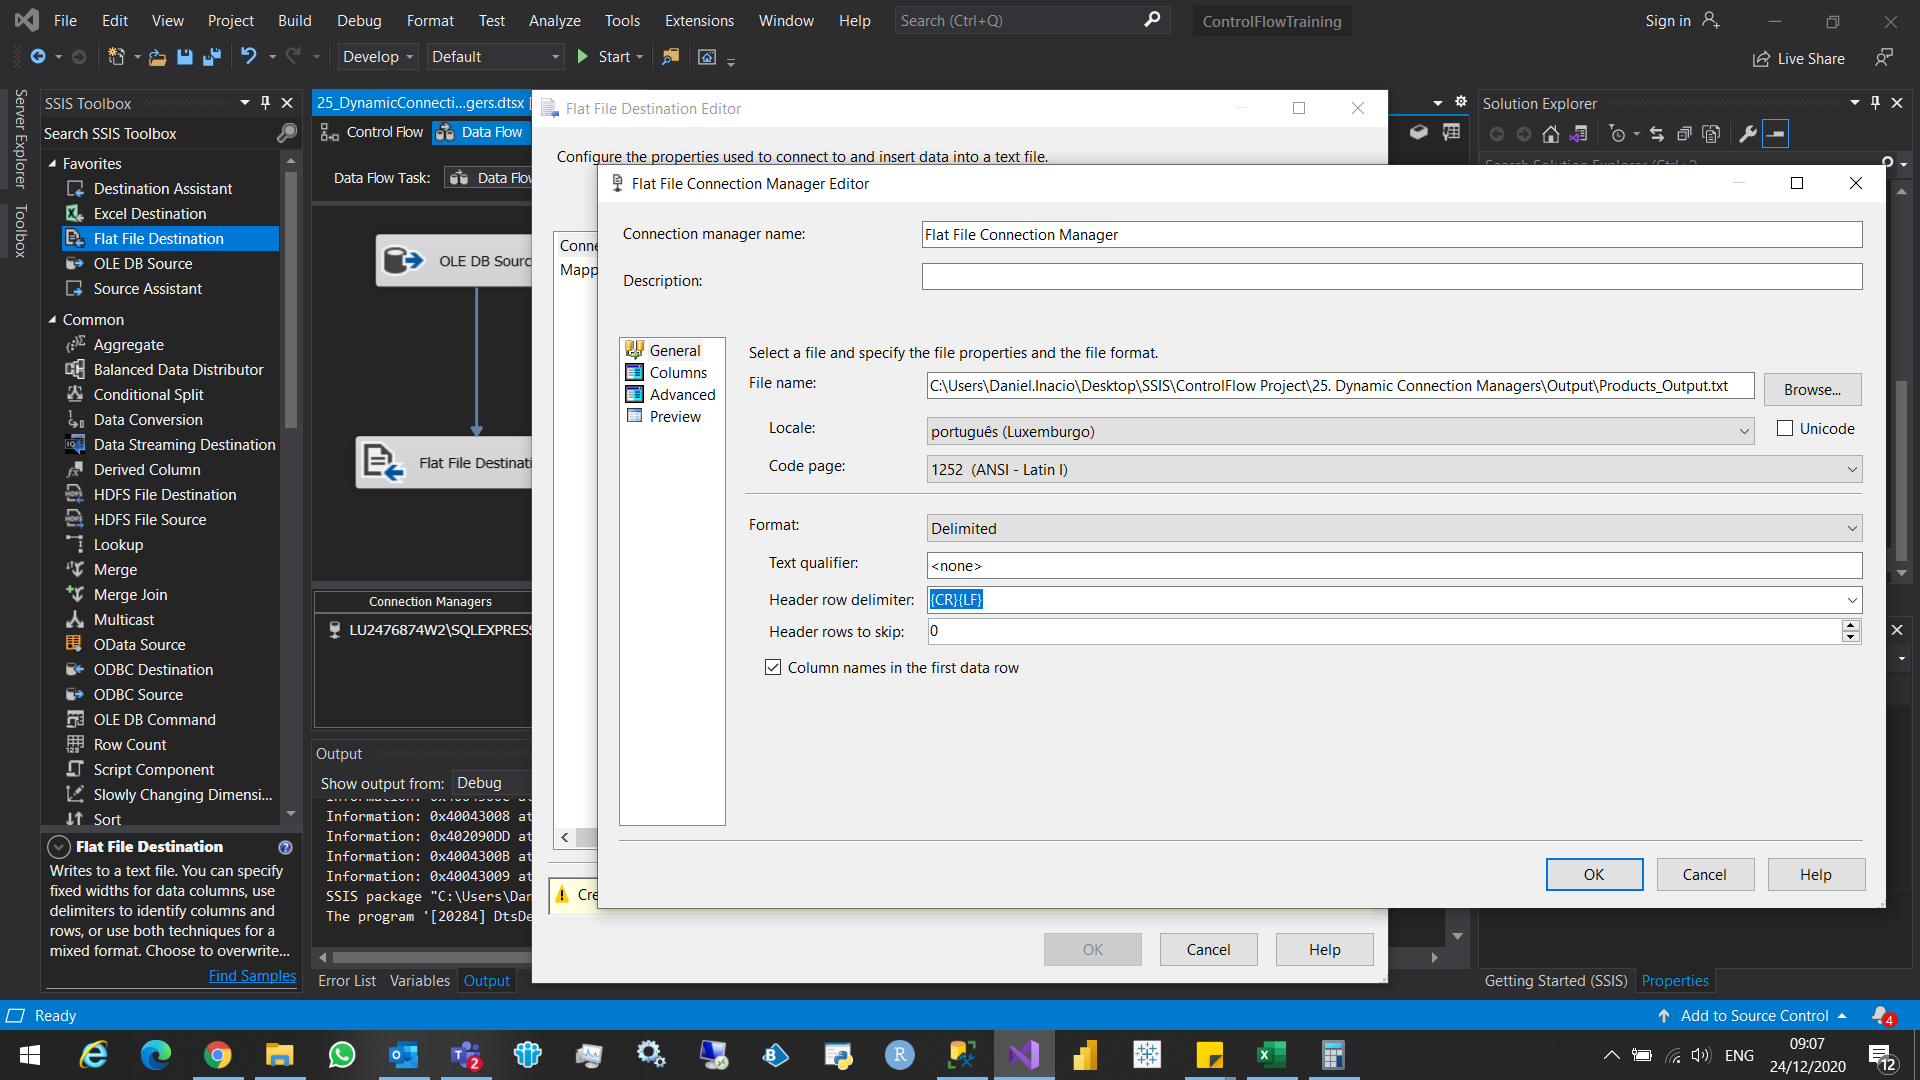 File Edit View Project Build Debug Format Test Analyze Tools Extensions Window Help Search (Ctrl+Q) ControlFlowTraining Sign in
Develop Default Start Live Share
Server Explorer
Toolbox
SSIS Toolbox
Search SSIS Toolbox
Favorites
Destination Assistant
Excel Destination
Flat File Destination
OLE DB Source
Source Assistant
Common
Aggregate
Balanced Data Distributor
Conditional Split
Data Conversion
Data Streaming Destination
Derived Column
HDFS File Destination
HDFS File Source
Lookup
Merge
Merge Join
Multicast
OData Source
ODBC Destination
ODBC Source
OLE DB Command
Row Count
Script Component
Slowly Changing Dimensi...
Sort
Flat File Destination
Writes to a text file. You can specify
fixed widths for data columns, use
delimiters to identify columns and
rows, or use both techniques for a
mixed format. Choose to overwrite...
Find Samples
25_DynamicConnecti...gers.dtsx
Control Flow Data Flow
Data Flow Task: Data Flow
OLE DB Sourc
Flat File Destinati
Connection Managers
LU2476874W2\SQLEXPRESS
Output
Show output from: Debug
Information: 0x40043008 at
Information: 0x402090DD at
Information: 0x4004300B at
Information: 0x40043009 at
SSIS package "C:\Users\Dan
The program '[20284] DtsDe
Error List Variables Output
Flat File Destination Editor
Configure the properties used to connect to and insert data into a text file.
Conne
Mapp
Cre
OK Cancel Help
Flat File Connection Manager Editor
Connection manager name: Flat File Connection Manager
Description:
General
Columns
Advanced
Preview
Select a file and specify the file properties and the file format.
File name: C:\Users\Daniel.Inacio\Desktop\SSIS\ControlFlow Project\25. Dynamic Connection Managers\Output\Products_Output.txt Browse...
Locale: português (Luxemburgo) Unicode
Code page: 1252 (ANSI - Latin I)
Format: Delimited
Text qualifier: <none>
Header row delimiter: {CR}{LF}
Header rows to skip: 0
Column names in the first data row
OK Cancel Help
Solution Explorer
Search Solution Explorer (Ctrl+
Getting Started (SSIS) Properties
Ready Add to Source Control 4
2 ENG 09:07
24/12/2020 12